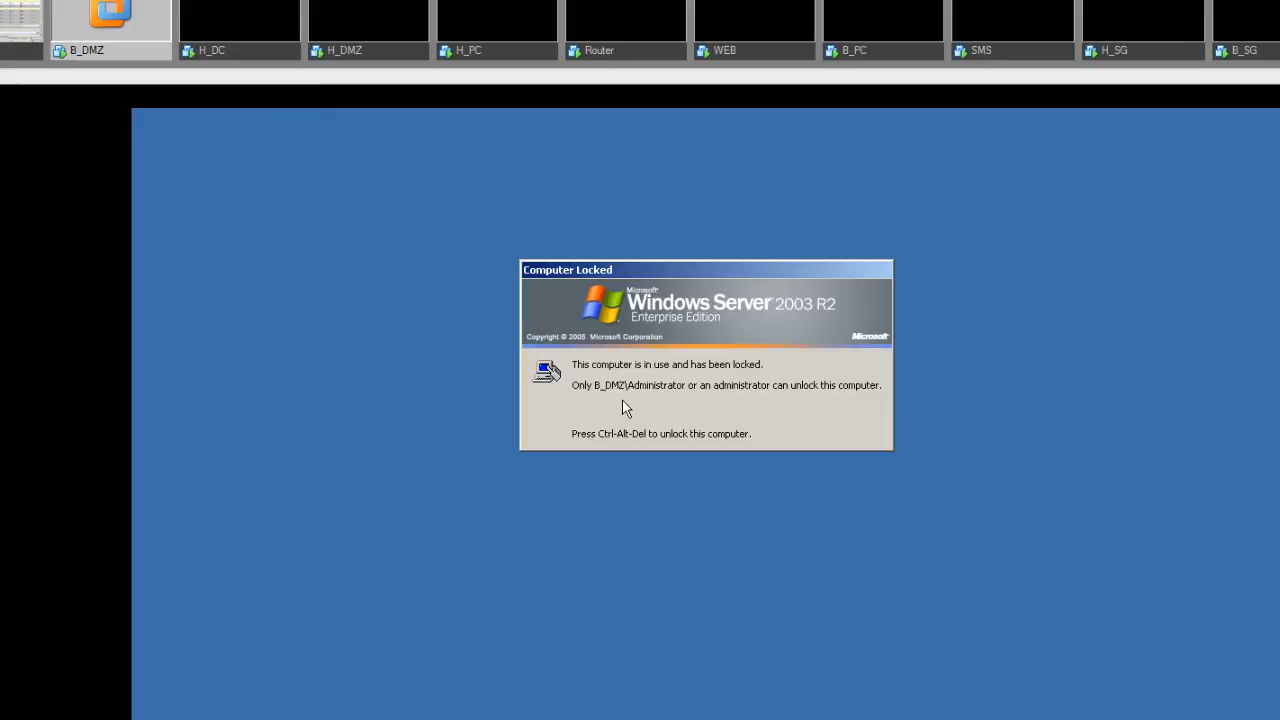 B_DMZ H_DC H_DMZ H_PC Router WEB B_PC SMS H_SG B_SG
Computer Locked
Microsoft
Windows Server 2003 R2
Enterprise Edition
Copyright © 2005 Microsoft Corporation Microsoft
This computer is in use and has been locked.
Only B_DMZ\Administrator or an administrator can unlock this computer.
Press Ctrl-Alt-Del to unlock this computer.